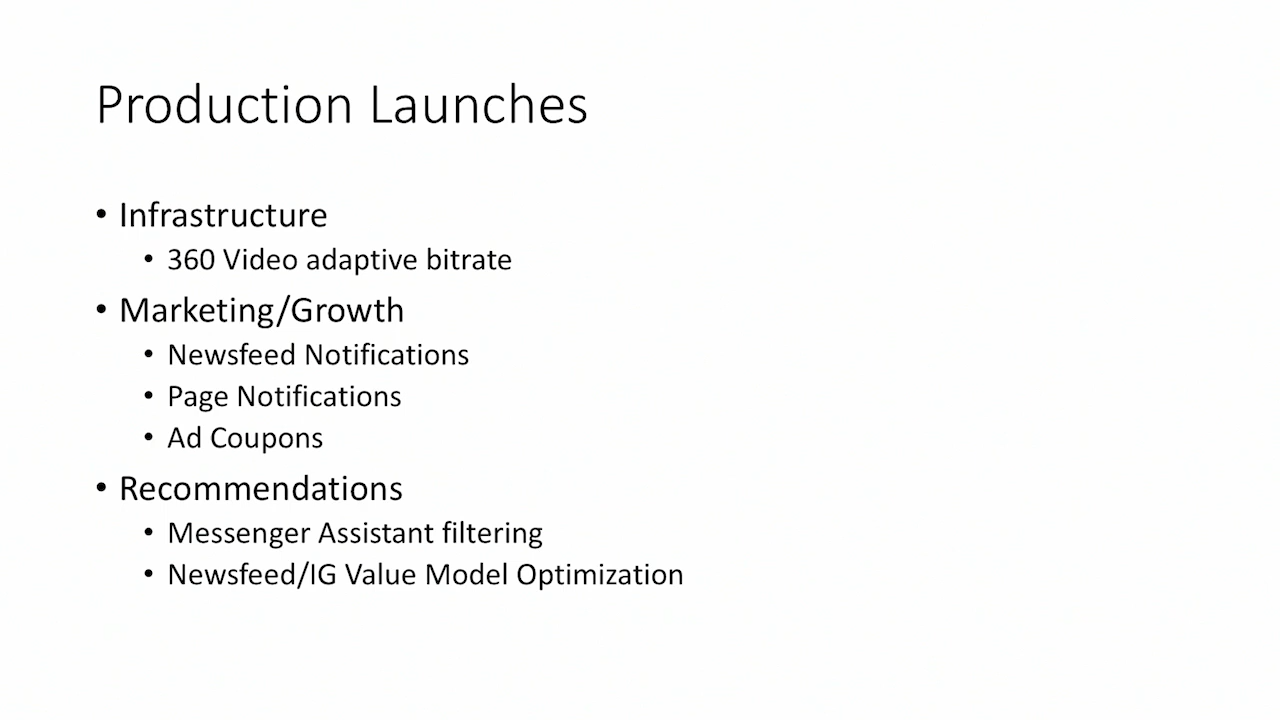 Production Launches
• Infrastructure
• 360 Video adaptive bitrate
• Marketing/Growth
• Newsfeed Notifications
• Page Notifications
• Ad Coupons
• Recommendations
• Messenger Assistant filtering
• Newsfeed/IG Value Model Optimization